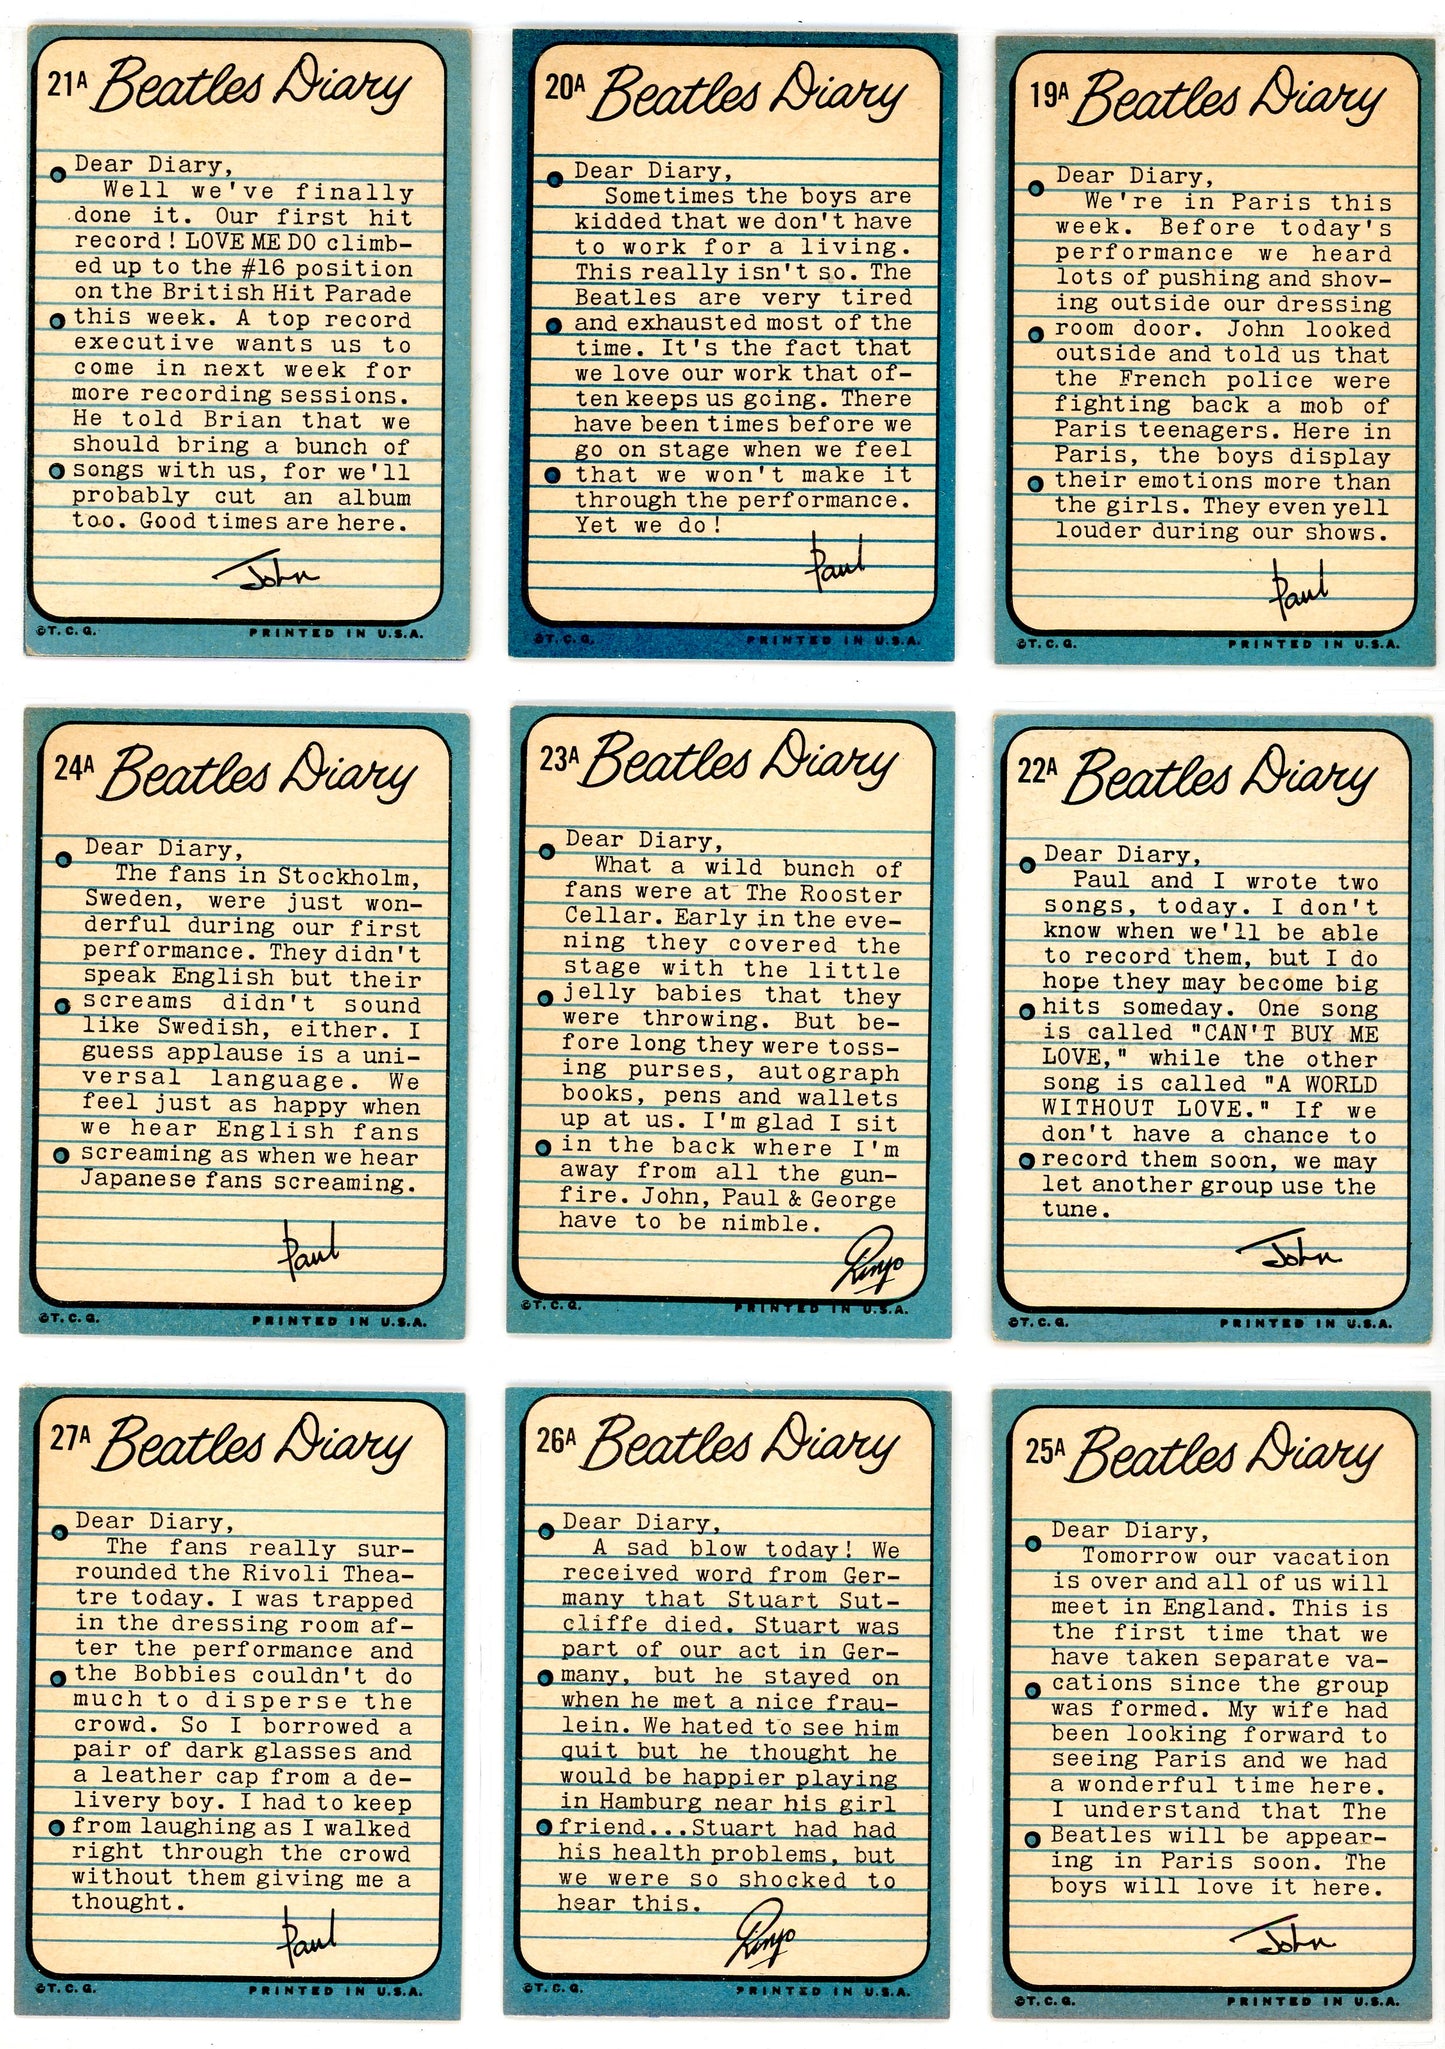 21A Beatles Diary
Dear Diary,
Well we've finally
done it. Our first hit
record! LOVE ME DO climb-
ed up to the #16 position
on the British Hit Parade
this week. A top record
executive wants us to
come in next week for
more recording sessions.
He told Brian that we
should bring a bunch of
songs with us, for we'll
probably cut an album
too. Good times are here.
John
©T.C.G. PRINTED IN U.S.A.
20A Beatles Diary
Dear Diary,
Sometimes the boys are
kidded that we don't have
to work for a living.
This really isn't so. The
Beatles are very tired
and exhausted most of the
time. It's the fact that
we love our work that of-
ten keeps us going. There
have been times before we
go on stage when we feel
that we won't make it
through the performance.
Yet we do!
Paul
©T.C.G. PRINTED IN U.S.A.
19A Beatles Diary
Dear Diary,
We're in Paris this
week. Before today's
performance we heard
lots of pushing and shov-
ing outside our dressing
room door. John looked
outside and told us that
the French police were
fighting back a mob of
Paris teenagers. Here in
Paris, the boys display
their emotions more than
the girls. They even yell
louder during our shows.
Paul
©T.C.G. PRINTED IN U.S.A.
24A Beatles Diary
Dear Diary,
The fans in Stockholm,
Sweden, were just won-
derful during our first
performance. They didn't
speak English but their
screams didn't sound
like Swedish, either. I
guess applause is a uni-
versal language. We
feel just as happy when
we hear English fans
screaming as when we hear
Japanese fans screaming.
Paul
©T.C.G. PRINTED IN U.S.A.
23A Beatles Diary
Dear Diary,
What a wild bunch of
fans were at The Rooster
Cellar. Early in the eve-
ning they covered the
stage with the little
jelly babies that they
were throwing. But be-
fore long they were toss-
ing purses, autograph
books, pens and wallets
up at us. I'm glad I sit
in the back where I'm
away from all the gun-
fire. John, Paul & George
have to be nimble.
Ringo
©T.C.G. PRINTED IN U.S.A.
22A Beatles Diary
Dear Diary,
Paul and I wrote two
songs, today. I don't
know when we'll be able
to record them, but I do
hope they may become big
hits someday. One song
is called "CAN'T BUY ME
LOVE," while the other
song is called "A WORLD
WITHOUT LOVE." If we
don't have a chance to
record them soon, we may
let another group use the
tune.
John
©T.C.G. PRINTED IN U.S.A.
27A Beatles Diary
Dear Diary,
The fans really sur-
rounded the Rivoli Thea-
tre today. I was trapped
in the dressing room af-
ter the performance and
the Bobbies couldn't do
much to disperse the
crowd. So I borrowed a
pair of dark glasses and
a leather cap from a de-
livery boy. I had to keep
from laughing as I walked
right through the crowd
without them giving me a
thought.
Paul
©T.C.G. PRINTED IN U.S.A.
26A Beatles Diary
Dear Diary,
A sad blow today! We
received word from Ger-
many that Stuart Sut-
cliffe died. Stuart was
part of our act in Ger-
many, but he stayed on
when he met a nice frau-
lein. We hated to see him
quit but he thought he
would be happier playing
in Hamburg near his girl
friend...Stuart had had
his health problems, but
we were so shocked to
hear this.
Ringo
©T.C.G. PRINTED IN U.S.A.
25A Beatles Diary
Dear Diary,
Tomorrow our vacation
is over and all of us will
meet in England. This is
the first time that we
have taken separate va-
cations since the group
was formed. My wife had
been looking forward to
seeing Paris and we had
a wonderful time here.
I understand that The
Beatles will be appear-
ing in Paris soon. The
boys will love it here.
John
©T.C.G. PRINTED IN U.S.A.